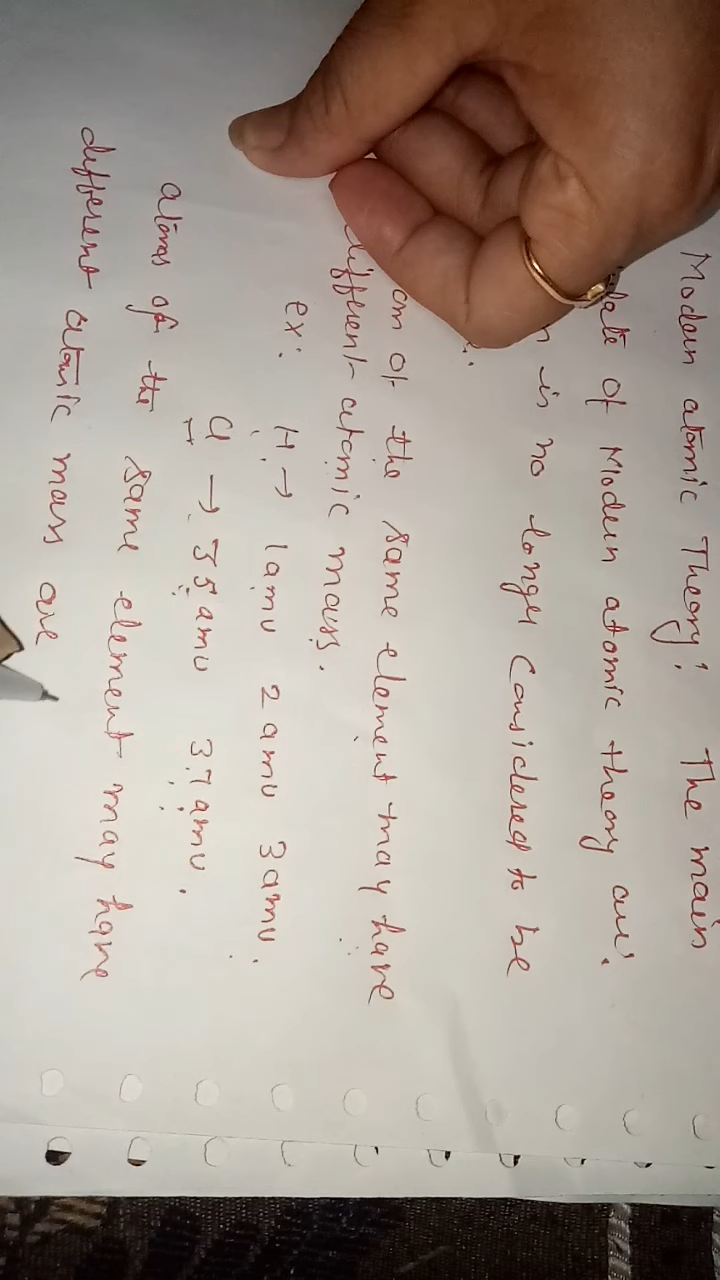 Modern atomic Theory: The main
of Modern atomic theory are.
is no longer Considered to be
of the same element may have
different atomic mass.
ex: H → 1amu 2amu 3amu.
Cl → 35amu 37amu.
atoms of the same element may have
different atomic mass are